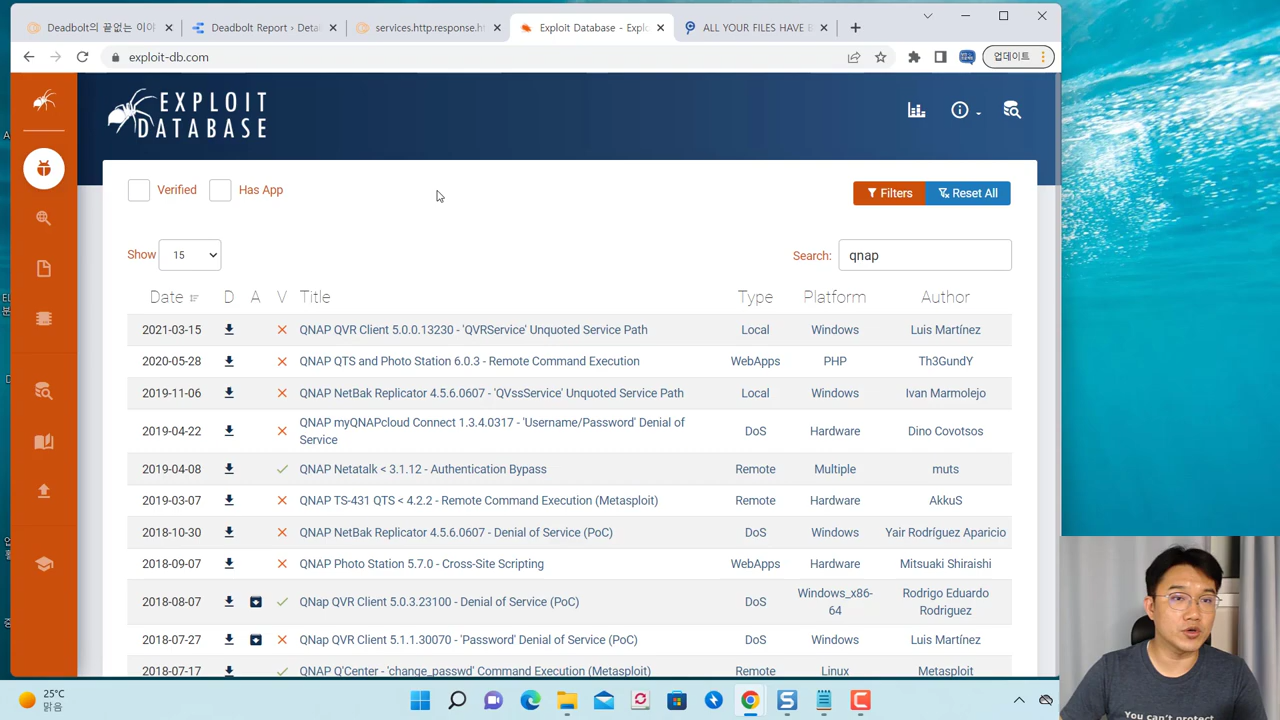 Deadbolt의 끝없는 이야
Deadbolt Report › Detai
services.http.response.ht
Exploit Database - Explo
ALL YOUR FILES HAVE B
exploit-db.com
업데이트
EXPLOIT
DATABASE
Verified
Has App
Filters
Reset All
Show
15
Search:
qnap
Date D A V Title Type Platform Author
2021-03-15 QNAP QVR Client 5.0.0.13230 - 'QVRService' Unquoted Service Path Local Windows Luis Martínez
2020-05-28 QNAP QTS and Photo Station 6.0.3 - Remote Command Execution WebApps PHP Th3GundY
2019-11-06 QNAP NetBak Replicator 4.5.6.0607 - 'QVssService' Unquoted Service Path Local Windows Ivan Marmolejo
2019-04-22 QNAP myQNAPcloud Connect 1.3.4.0317 - 'Username/Password' Denial of
Service DoS Hardware Dino Covotsos
2019-04-08 QNAP Netatalk < 3.1.12 - Authentication Bypass Remote Multiple muts
2019-03-07 QNAP TS-431 QTS < 4.2.2 - Remote Command Execution (Metasploit) Remote Hardware AkkuS
2018-10-30 QNAP NetBak Replicator 4.5.6.0607 - Denial of Service (PoC) DoS Windows Yair Rodríguez Aparicio
2018-09-07 QNAP Photo Station 5.7.0 - Cross-Site Scripting WebApps Hardware Mitsuaki Shiraishi
2018-08-07 QNap QVR Client 5.0.3.23100 - Denial of Service (PoC) DoS Windows_x86-
64 Rodrigo Eduardo
Rodriguez
2018-07-27 QNap QVR Client 5.1.1.30070 - 'Password' Denial of Service (PoC) DoS Windows Luis Martínez
2018-07-17 QNAP Q'Center - 'change_passwd' Command Execution (Metasploit) Remote Linux Metasploit
25°C
맑음
You can't protect